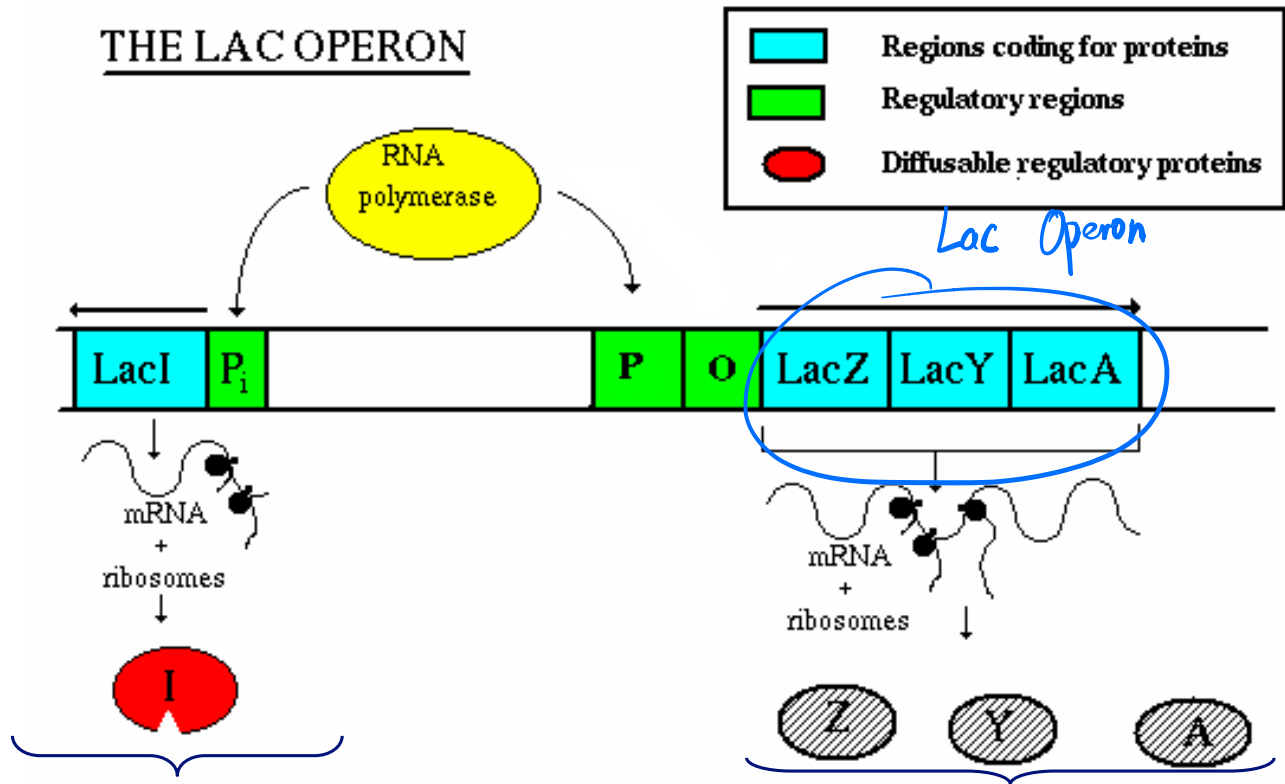 THE LAC OPERON
Regions coding for proteins
Regulatory regions
Diffusable regulatory proteins
RNA
polymerase
Lac Operon
LacI
Pi
P
O
LacZ
LacY
LacA
mRNA
+
ribosomes
I
mRNA
+
ribosomes
Z
Y
A